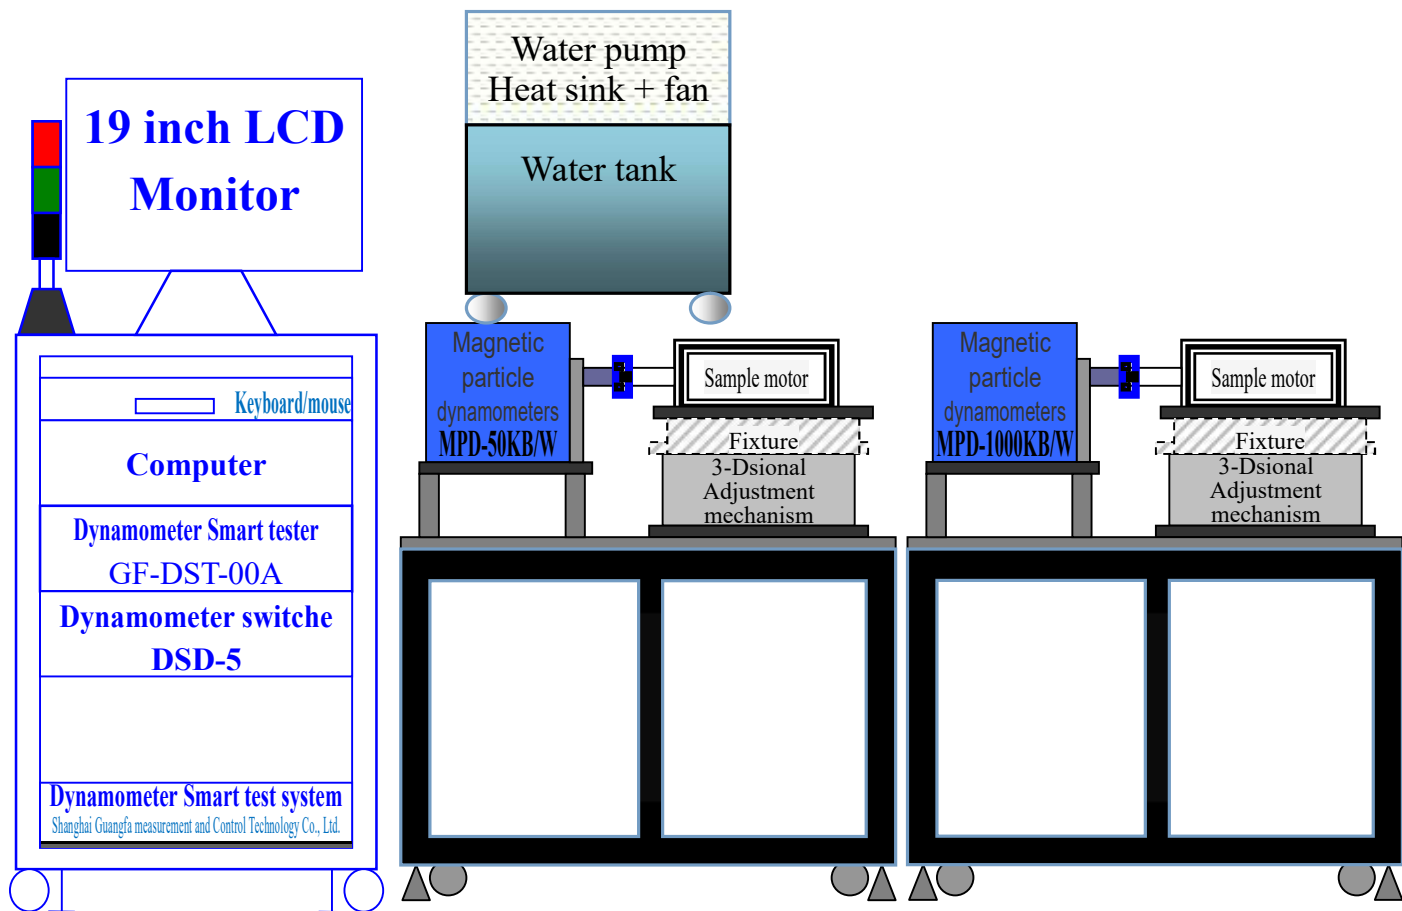 19 inch LCD
Monitor
Keyboard/mouse
Computer
Dynamometer Smart tester
GF-DST-00A
Dynamometer switche
DSD-5
Dynamometer Smart test system
Shanghai Guangfa measurement and Control Technology Co., Ltd.
Water pump
Heat sink + fan
Water tank
Magnetic
particle
dynamometers
MPD-50KB/W
Sample motor
Fixture
3-Dsional
Adjustment
mechanism
Magnetic
particle
dynamometers
MPD-1000KB/W
Sample motor
Fixture
3-Dsional
Adjustment
mechanism